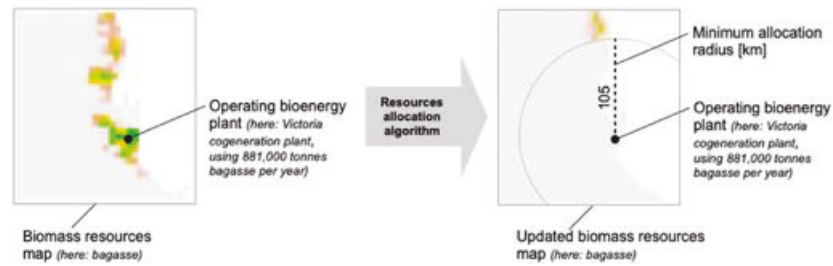 Operating bioenergy
plant (here: Victoria
cogeneration plant,
using 881,000 tonnes
bagasse per year)
Biomass resources
map (here: bagasse)
Resources
allocation
algorithm
105
Minimum allocation
radius [km]
Operating bioenergy
plant (here: Victoria
cogeneration plant,
using 881,000 tonnes
bagasse per year)
Updated biomass resources
map (here: bagasse)